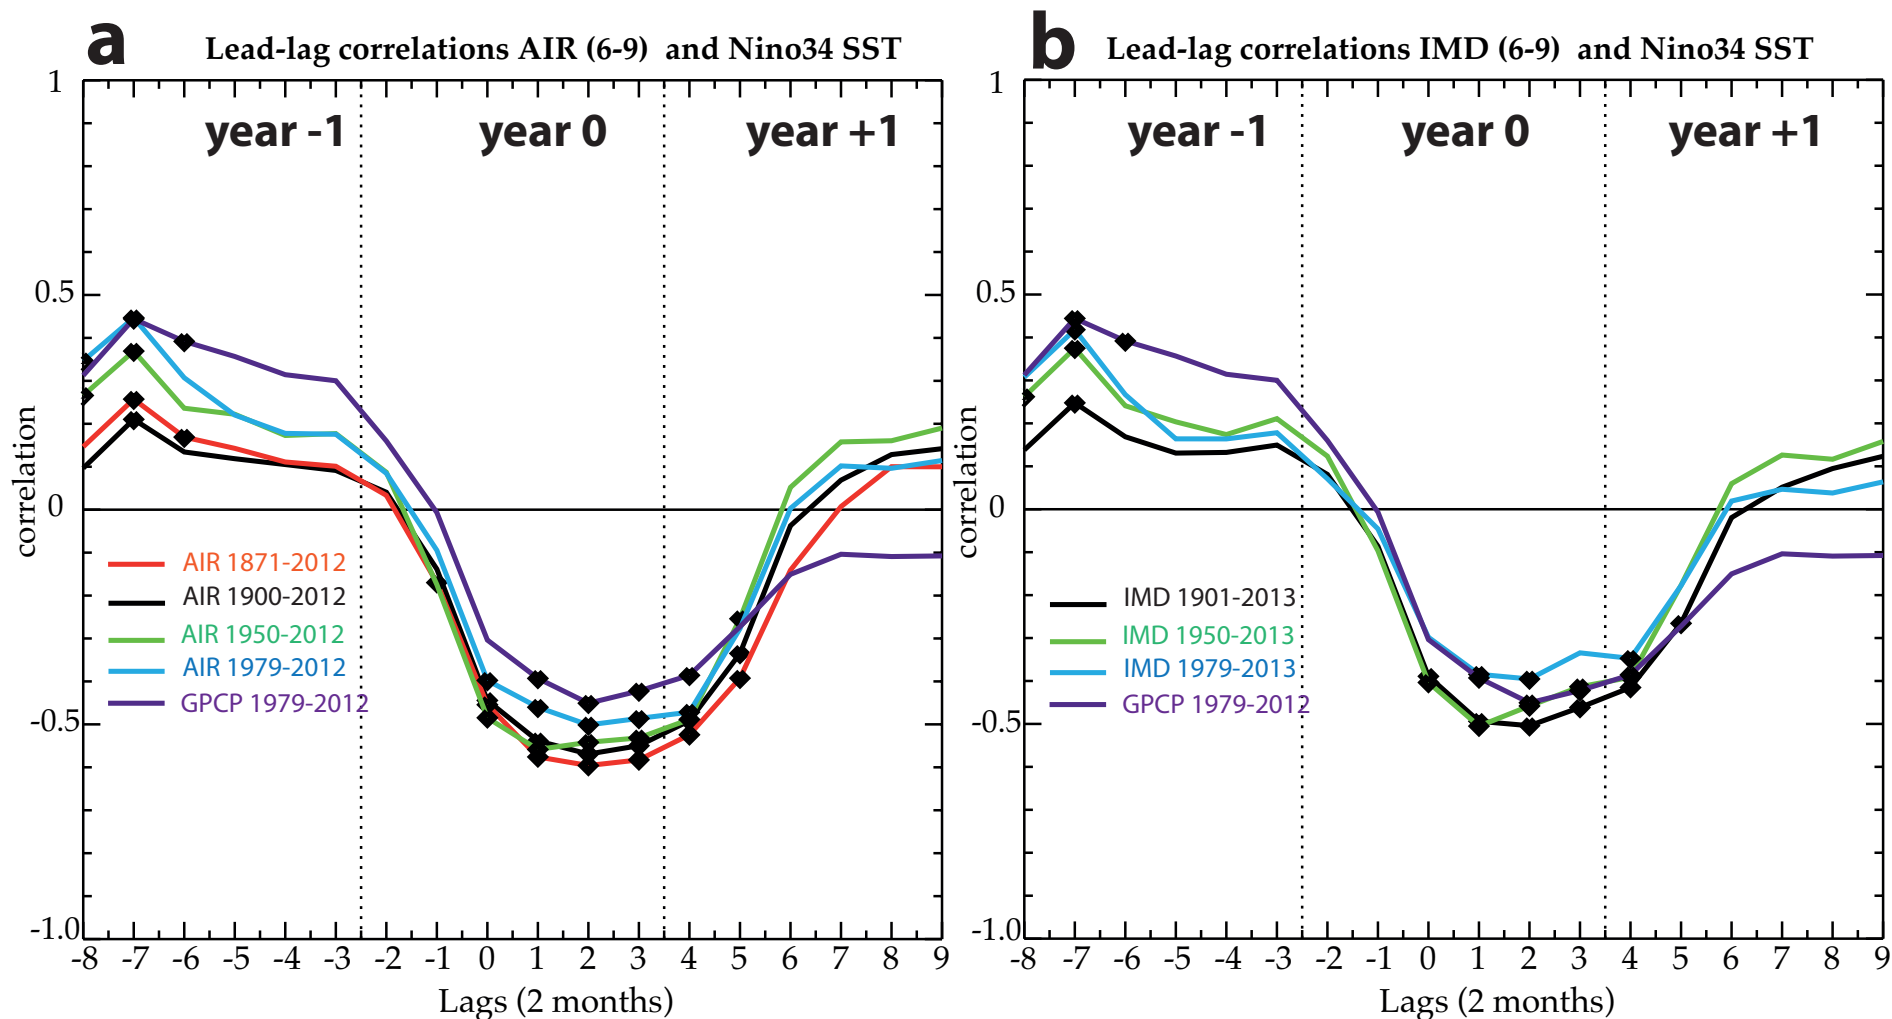 a
Lead-lag correlations AIR (6-9) and Nino34 SST
1
0.5
0
-0.5
-1.0
correlation
year -1
year 0
year +1
AIR 1871-2012
AIR 1900-2012
AIR 1950-2012
AIR 1979-2012
GPCP 1979-2012
-8 -7 -6 -5 -4 -3 -2 -1 0 1 2 3 4 5 6 7 8 9
Lags (2 months)
b
Lead-lag correlations IMD (6-9) and Nino34 SST
1
0.5
0
-0.5
-1.0
correlation
year -1
year 0
year +1
IMD 1901-2013
IMD 1950-2013
IMD 1979-2013
GPCP 1979-2012
-8 -7 -6 -5 -4 -3 -2 -1 0 1 2 3 4 5 6 7 8 9
Lags (2 months)